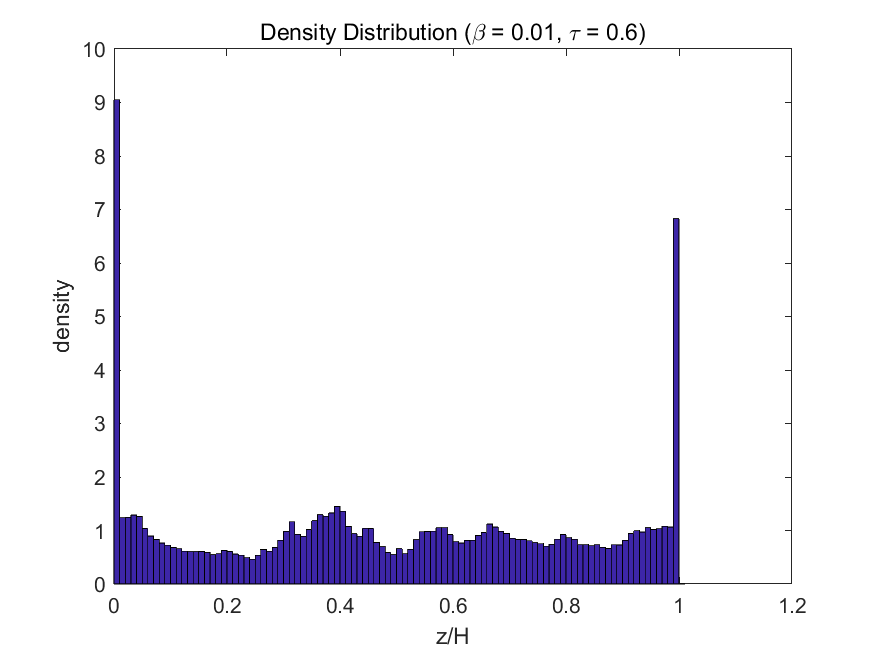 Density Distribution (β = 0.01, τ = 0.6)
10
9
8
7
6
5
4
3
2
1
0
density
0 0.2 0.4 0.6 0.8 1 1.2
z/H